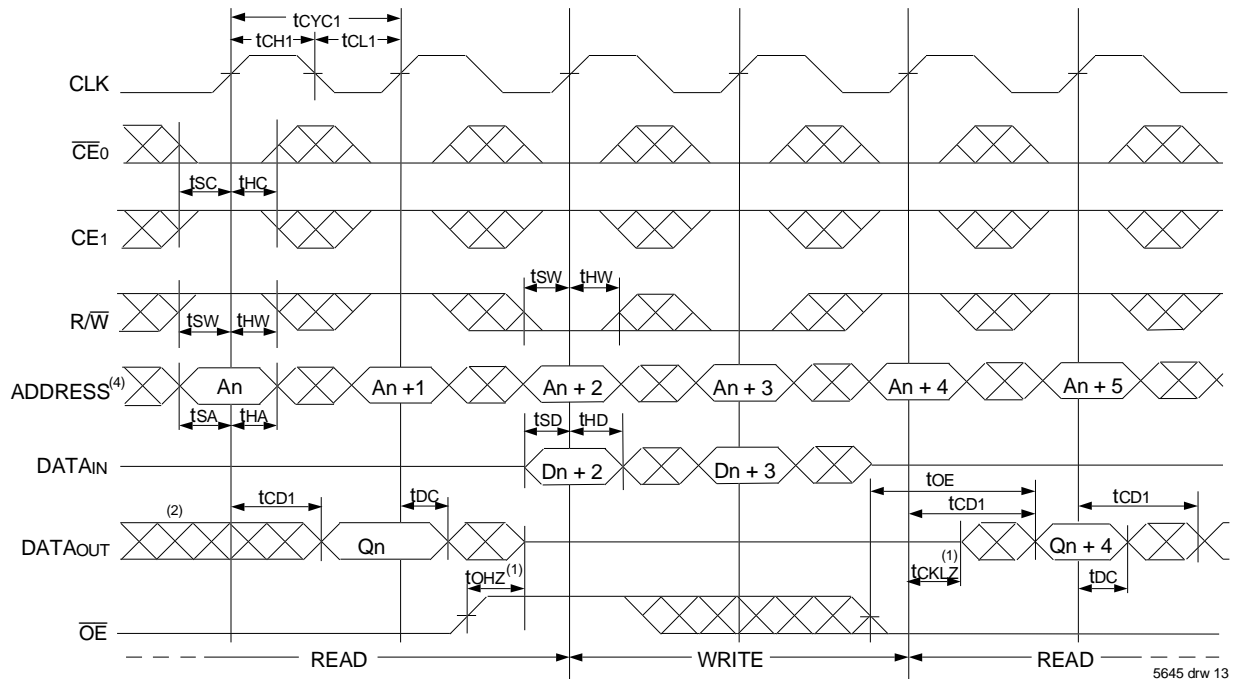 tCYC1
tCH1 tCL1
CLK
CE0
tSC tHC
CE1
tSW tHW
R/W tSW tHW
ADDRESS(4) An An + 1 An + 2 An + 3 An + 4 An + 5
tSA tHA tSD tHD
DATAIN Dn + 2 Dn + 3
tOE
(2) tCD1 tDC tCD1 tCD1
DATAOUT Qn Qn + 4
tOHZ(1) tCKLZ(1) tDC
OE
READ WRITE READ
5645 drw 13